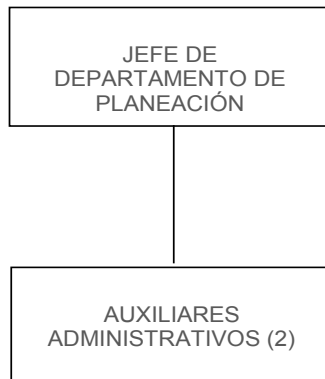 JEFE DE
DEPARTAMENTO DE
PLANEACIÓN
AUXILIARES
ADMINISTRATIVOS (2)